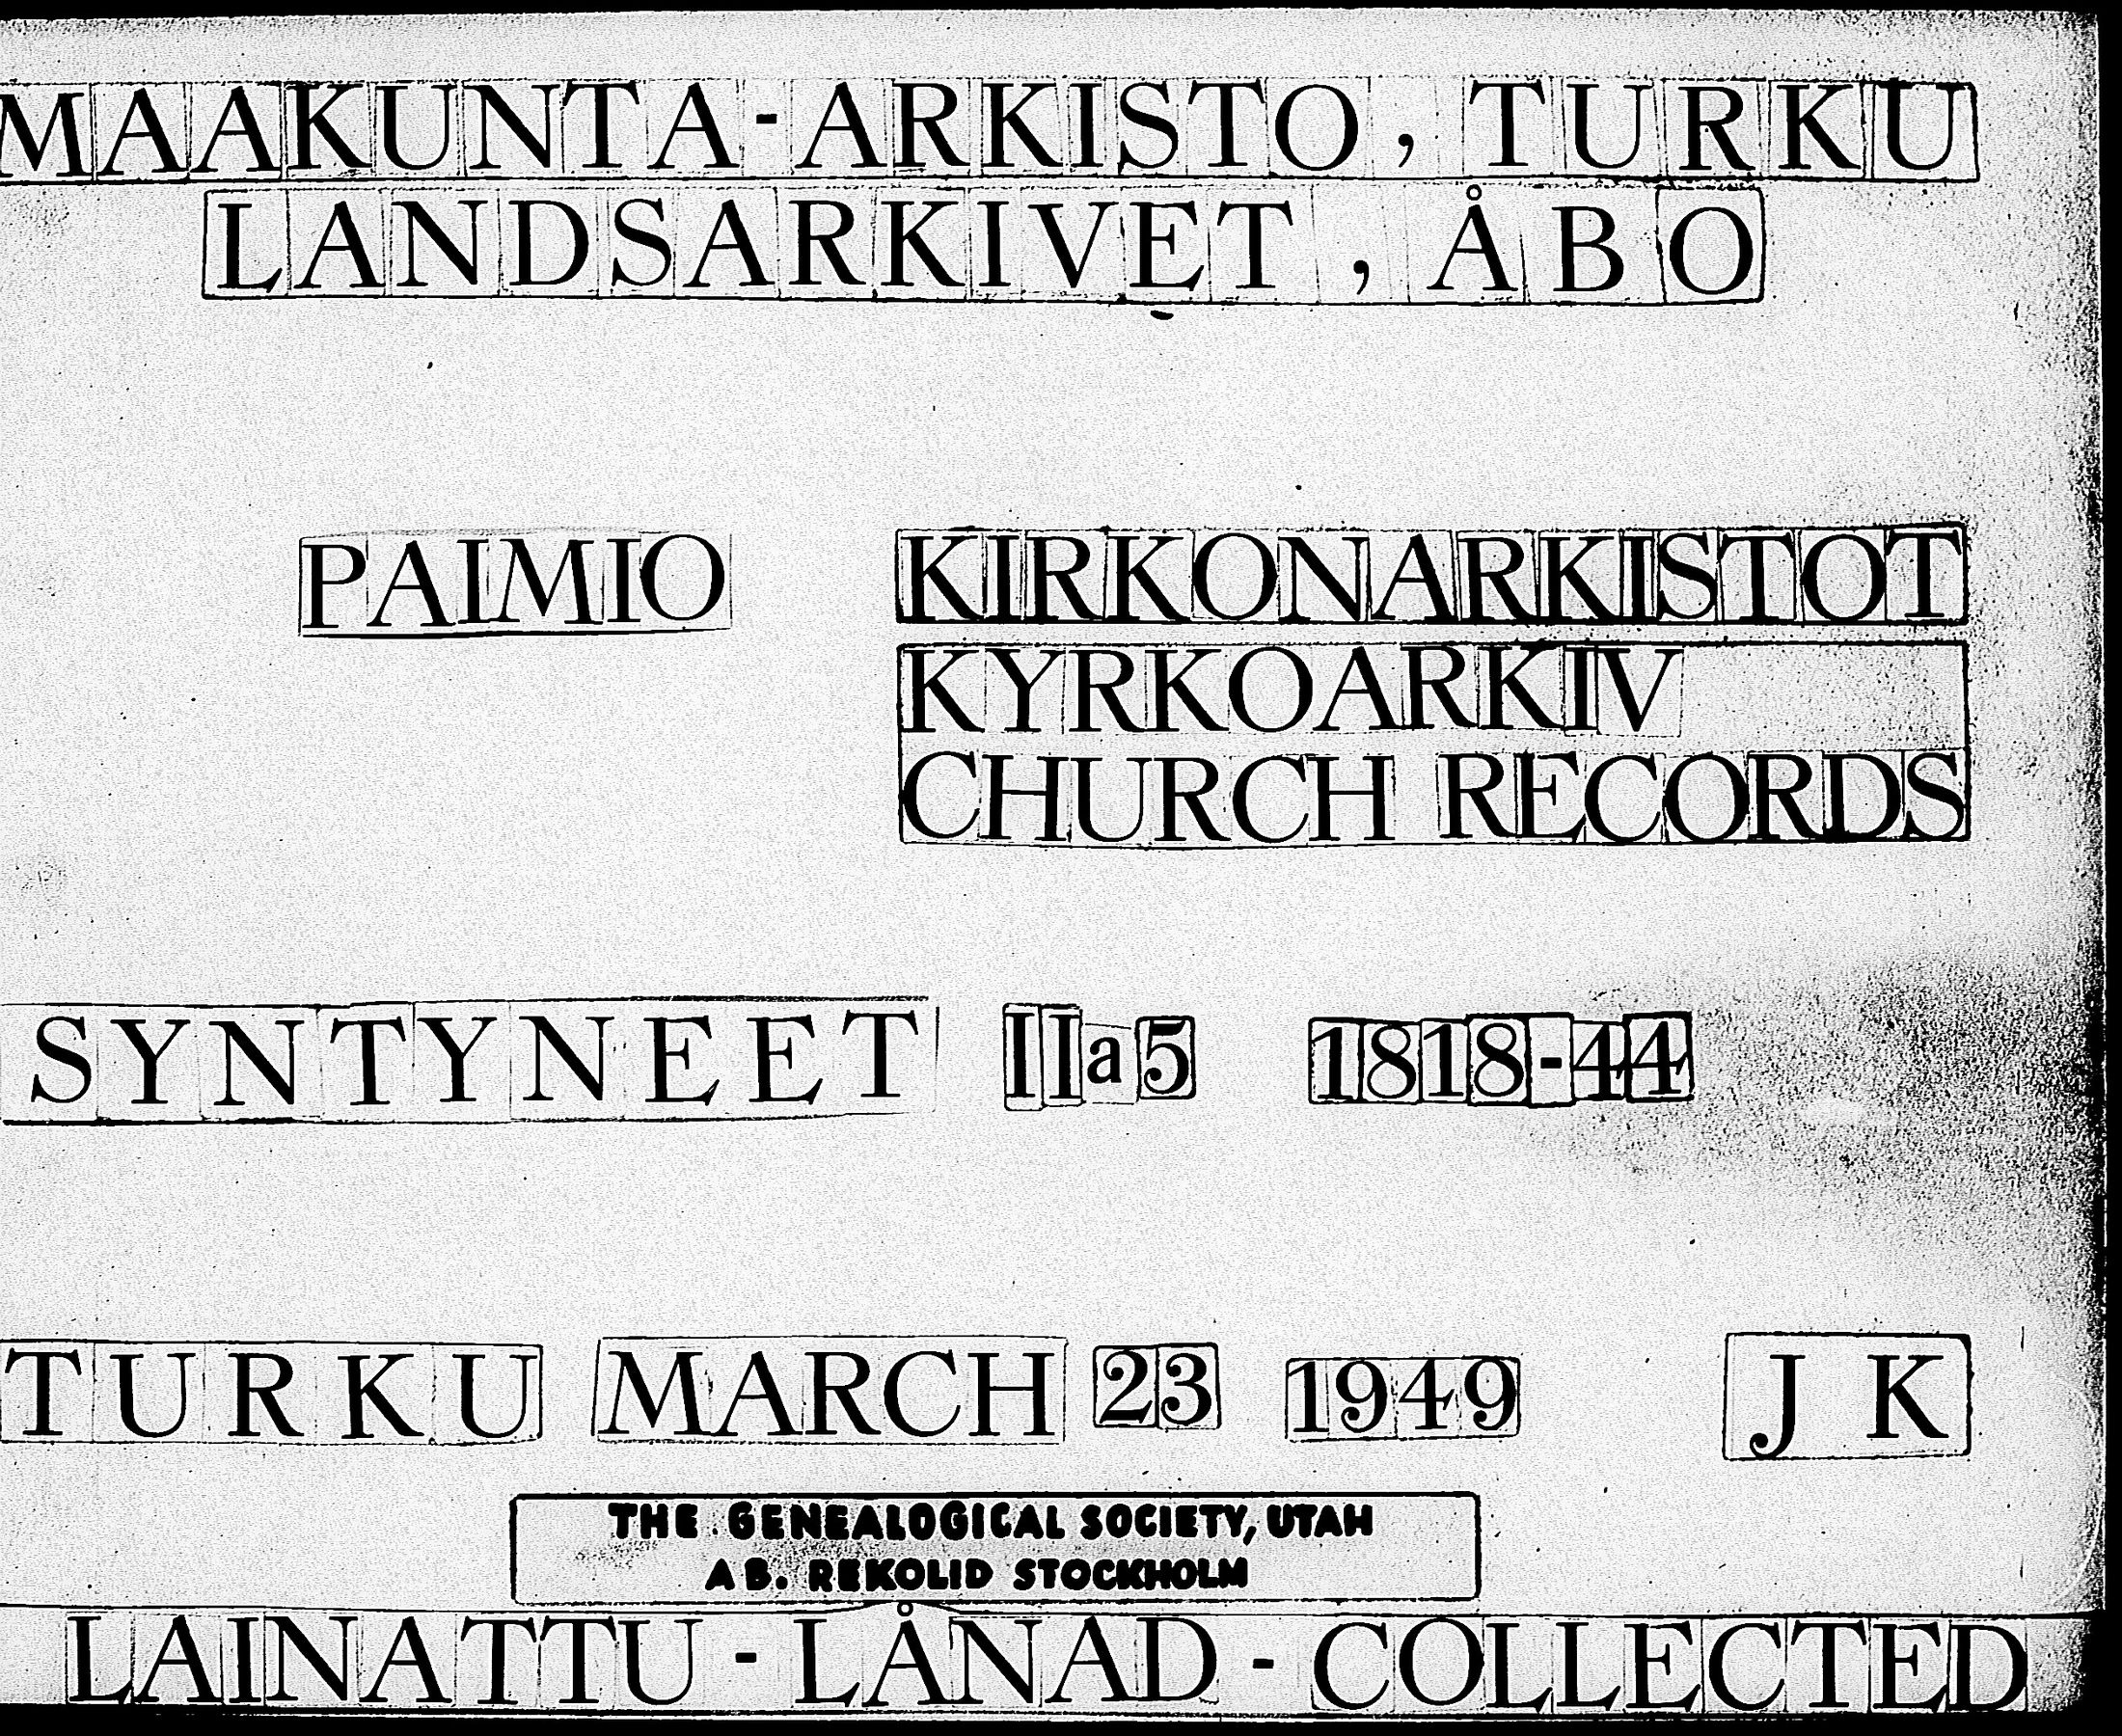 MAAKUNTA-ARKISTO, TURKU
LANDSARKIVET, ÅBO
PAIMIO KIRKONARKISTOT
KYRKOARKIV
CHURCH RECORDS
SYNTYNEET IIa5 1818-44
TURKU MARCH 23 1949 J K
THE GENEALOGICAL SOCIETY, UTAH
AB. REKOLID STOCKHOLM
LAINATTU - LÅNAD - COLLECTED